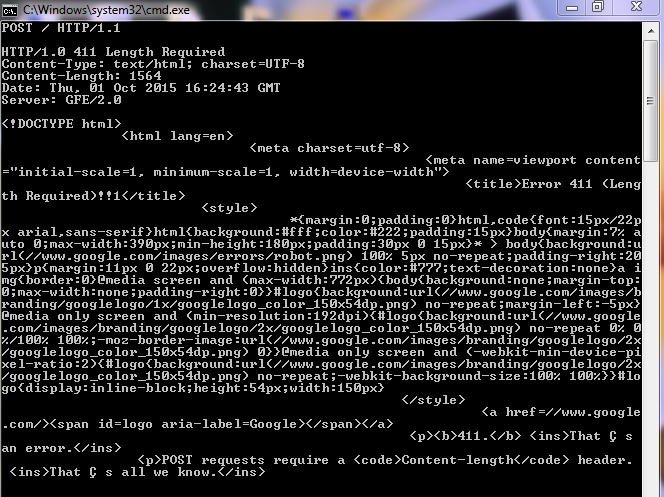 C:\Windows\system32\cmd.exe
POST / HTTP/1.1
HTTP/1.0 411 Length Required
Content-Type: text/html; charset=UTF-8
Content-Length: 1564
Date: Thu, 01 Oct 2015 16:24:43 GMT
Server: GFE/2.0
<!DOCTYPE html>
<html lang=en>
<meta charset=utf-8>
<meta name=viewport content
="initial-scale=1, minimum-scale=1, width=device-width">
<title>Error 411 (Leng
th Required)!!1</title>
<style>
*{margin:0;padding:0}html,code{font:15px/22p
x arial,sans-serif}html{background:#fff;color:#222;padding:15px}body{margin:7% a
uto 0;max-width:390px;min-height:180px;padding:30px 0 15px}* > body{background:u
rl(//www.google.com/images/errors/robot.png) 100% 5px no-repeat;padding-right:20
5px}p{margin:11px 0 22px;overflow:hidden}ins{color:#777;text-decoration:none}a i
mg{border:0}@media screen and (max-width:772px){body{background:none;margin-top:
0;max-width:none;padding-right:0}}#logo{background:url(//www.google.com/images/b
randing/googlelogo/1x/googlelogo_color_150x54dp.png) no-repeat;margin-left:-5px}
@media only screen and (min-resolution:192dpi){#logo{background:url(//www.google
.com/images/branding/googlelogo/2x/googlelogo_color_150x54dp.png) no-repeat 0% 0
%/100% 100%;-moz-border-image:url(//www.google.com/images/branding/googlelogo/2x
/googlelogo_color_150x54dp.png) 0}}@media only screen and (-webkit-min-device-pi
xel-ratio:2){#logo{background:url(//www.google.com/images/branding/googlelogo/2x
/googlelogo_color_150x54dp.png) no-repeat;-webkit-background-size:100% 100%}}#lo
go{display:inline-block;height:54px;width:150px}
</style>
<a href=//www.google
.com/><span id=logo aria-label=Google></span></a>
<p><b>411.</b> <ins>That Ç s
an error.</ins>
<p>POST requests require a <code>Content-length</code> header.
<ins>That Ç s all we know.</ins>